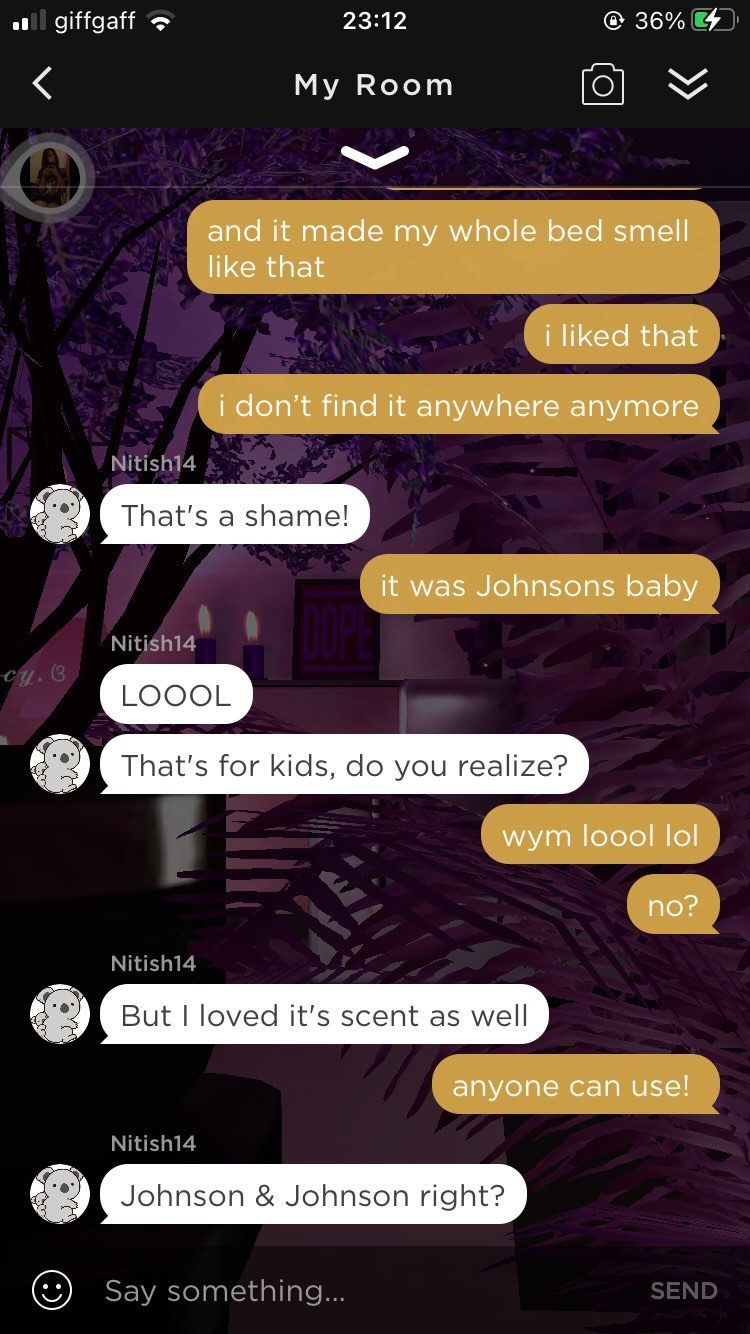 giffgaff
23:12
36%
My Room
and it made my whole bed smell
like that
i liked that
i don’t find it anywhere anymore
Nitish14
That's a shame!
it was Johnsons baby
Nitish14
DOPE
cy.
LOOOL
That's for kids, do you realize?
wym loool lol
no?
Nitish14
But I loved it's scent as well
anyone can use!
Nitish14
Johnson & Johnson right?
Say something...
SEND